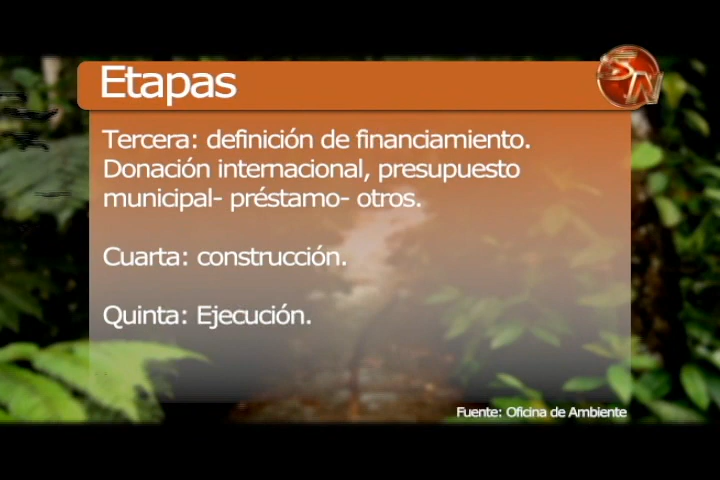 Etapas
SN
Tercera: definición de financiamiento.
Donación internacional, presupuesto
municipal- préstamo- otros.
Cuarta: construcción.
Quinta: Ejecución.
Fuente: Oficina de Ambiente